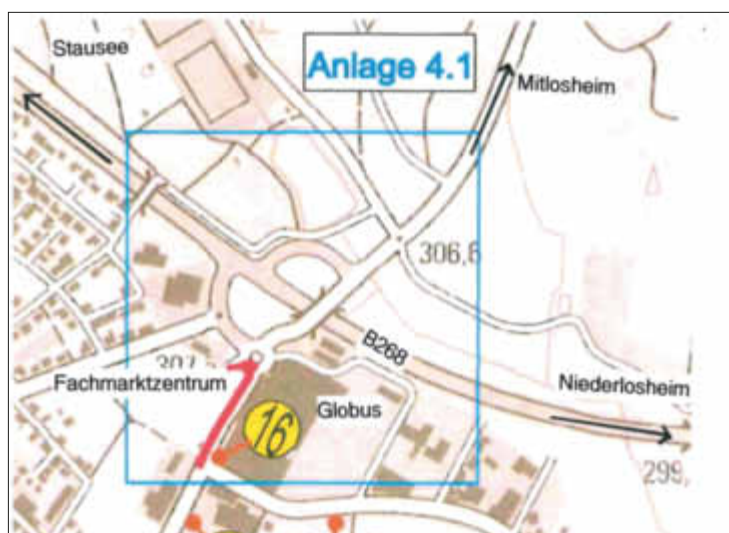 Stausee
Anlage 4.1
Mitlosheim
306,6
B268
307
Fachmarktzentrum
Niederlosheim
Globus
16
299,